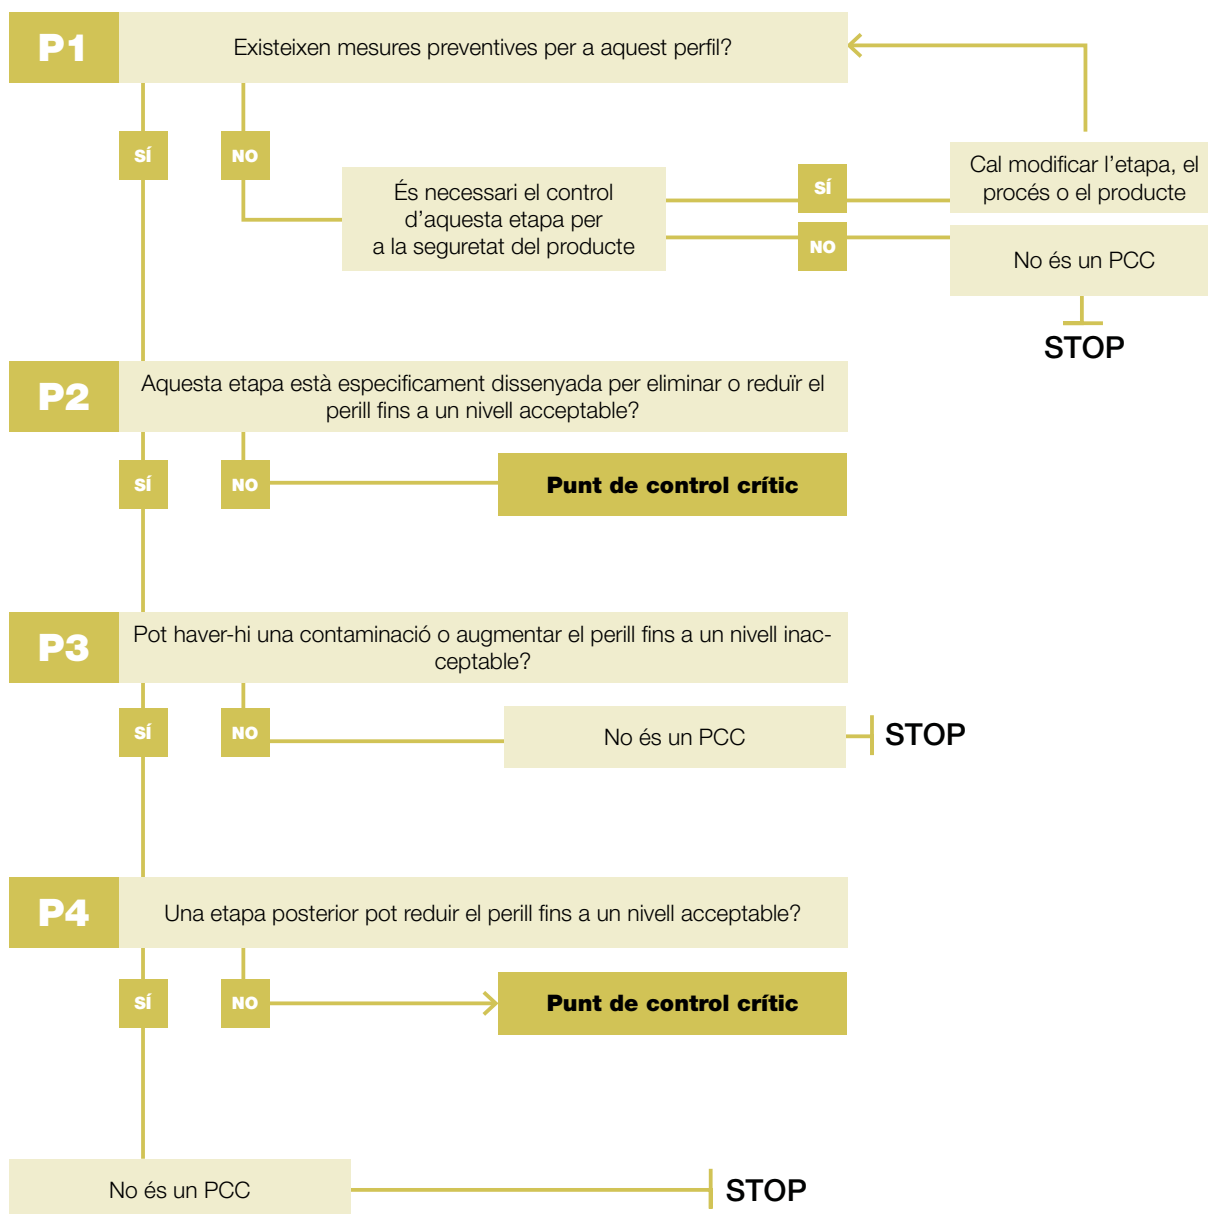 P1
Existeixen mesures preventives per a aquest perfil?
SÍ
NO
És necessari el control
d’aquesta etapa per
a la seguretat del producte
SÍ
NO
Cal modificar l’etapa, el
procés o el producte
No és un PCC
STOP
P2
Aquesta etapa està especificament dissenyada per eliminar o reduïr el
perill fins a un nivell acceptable?
SÍ
NO
Punt de control crític
P3
Pot haver-hi una contaminació o augmentar el perill fins a un nivell inac-
ceptable?
SÍ
NO
No és un PCC
STOP
P4
Una etapa posterior pot reduir el perill fins a un nivell acceptable?
SÍ
NO
Punt de control crític
No és un PCC
STOP